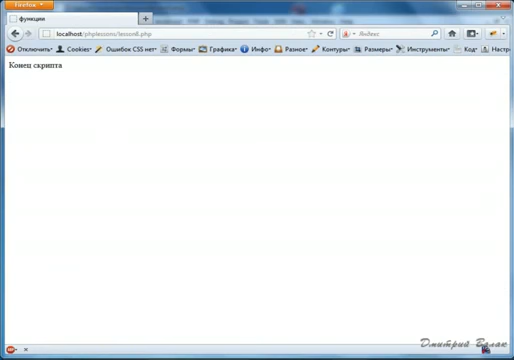 Firefox
функции
localhost/phplessons/lesson8.php
Яндекс
Отключить Cookies Ошибок CSS нет Формы Графика Инфо Разное Контуры Размеры Инструменты Код Настр
Конец скрипта
Дмитрий Валак